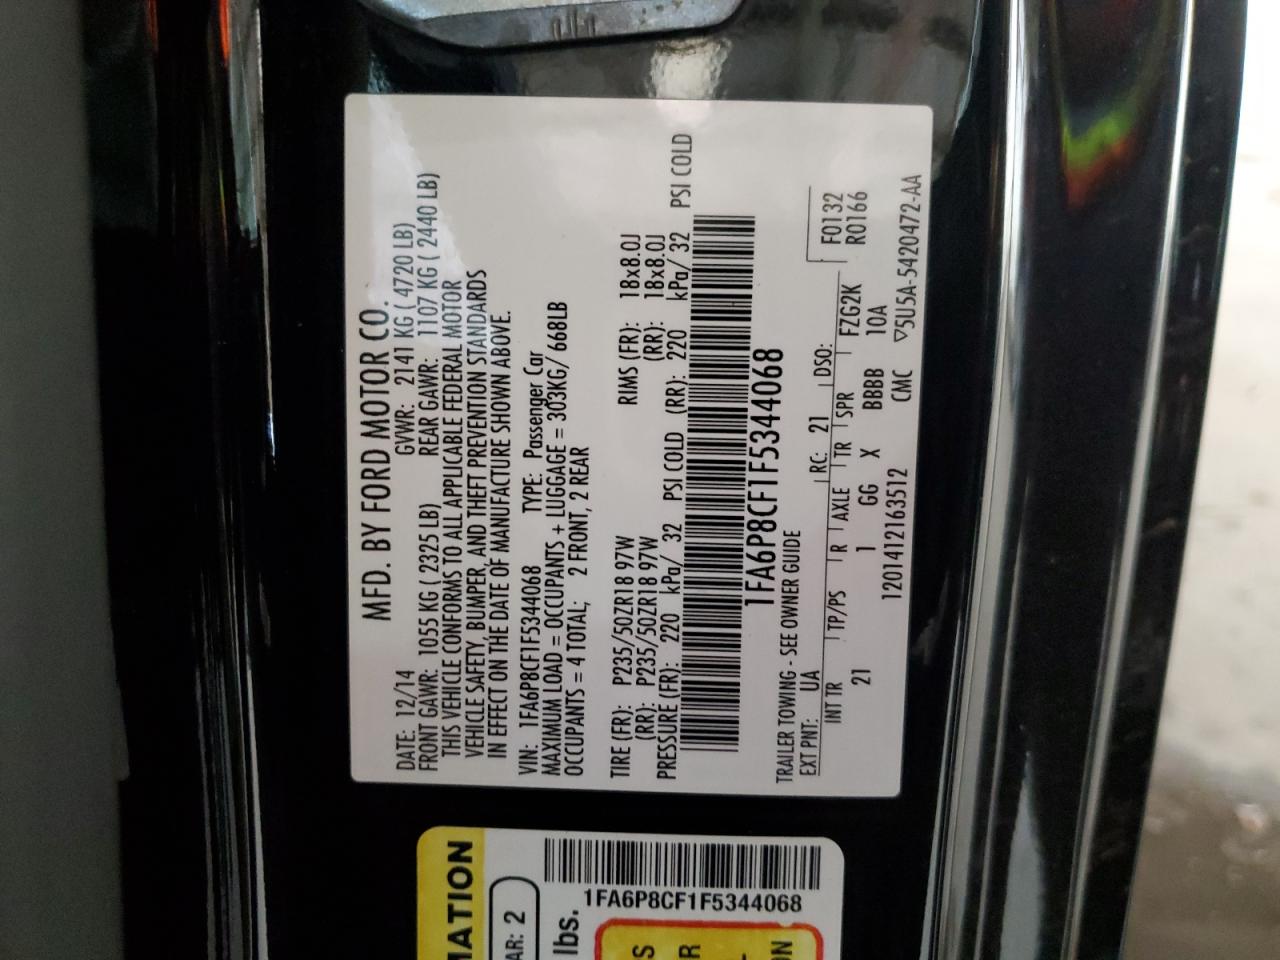 MFD. BY FORD MOTOR CO.
DATE: 12/14 GVWR: 2141 KG ( 4720 LB)
FRONT GAWR: 1055 KG ( 2325 LB) REAR GAWR: 1107 KG ( 2440 LB)
THIS VEHICLE CONFORMS TO ALL APPLICABLE FEDERAL MOTOR
VEHICLE SAFETY, BUMPER, AND THEFT PREVENTION STANDARDS
IN EFFECT ON THE DATE OF MANUFACTURE SHOWN ABOVE.
VIN: 1FA6P8CF1F5344068 TYPE: Passenger Car
MAXIMUM LOAD = OCCUPANTS + LUGGAGE = 303KG/ 668LB
OCCUPANTS = 4 TOTAL; 2 FRONT, 2 REAR
TIRE (FR): P235/50ZR18 97W RIMS (FR): 18x8.0J
(RR): P235/50ZR18 97W (RR): 18x8.0J
PRESSURE (FR): 220 kPa/ 32 PSI COLD (RR): 220 kPa/ 32 PSI COLD
1FA6P8CF1F5344068
TRAILER TOWING - SEE OWNER GUIDE
EXT PNT: UA RC: 21 DSO: F0132
INT TR TP/PS R AXLE TR SPR FZG2K R0166
21 1 GG X BBBB 10A
1201412163512 CMC ▽5U5A-5420472-AA
MATION
AR: 2
lbs.
1FA6P8CF1F5344068
S
R
ON